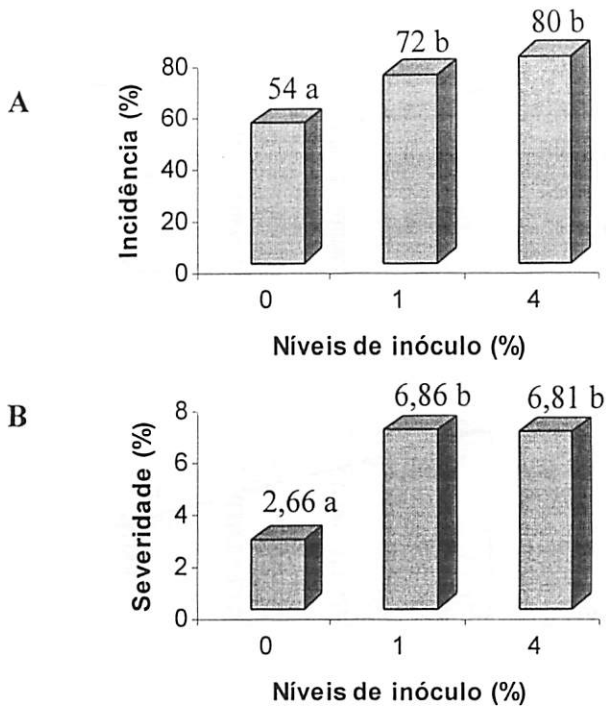 A
Incidência (%)
80
60
40
20
0
54 a
72 b
80 b
0 1 4
Níveis de inóculo (%)
B
Severidade (%)
8
6
4
2
0
2,66 a
6,86 b
6,81 b
0 1 4
Níveis de inóculo (%)